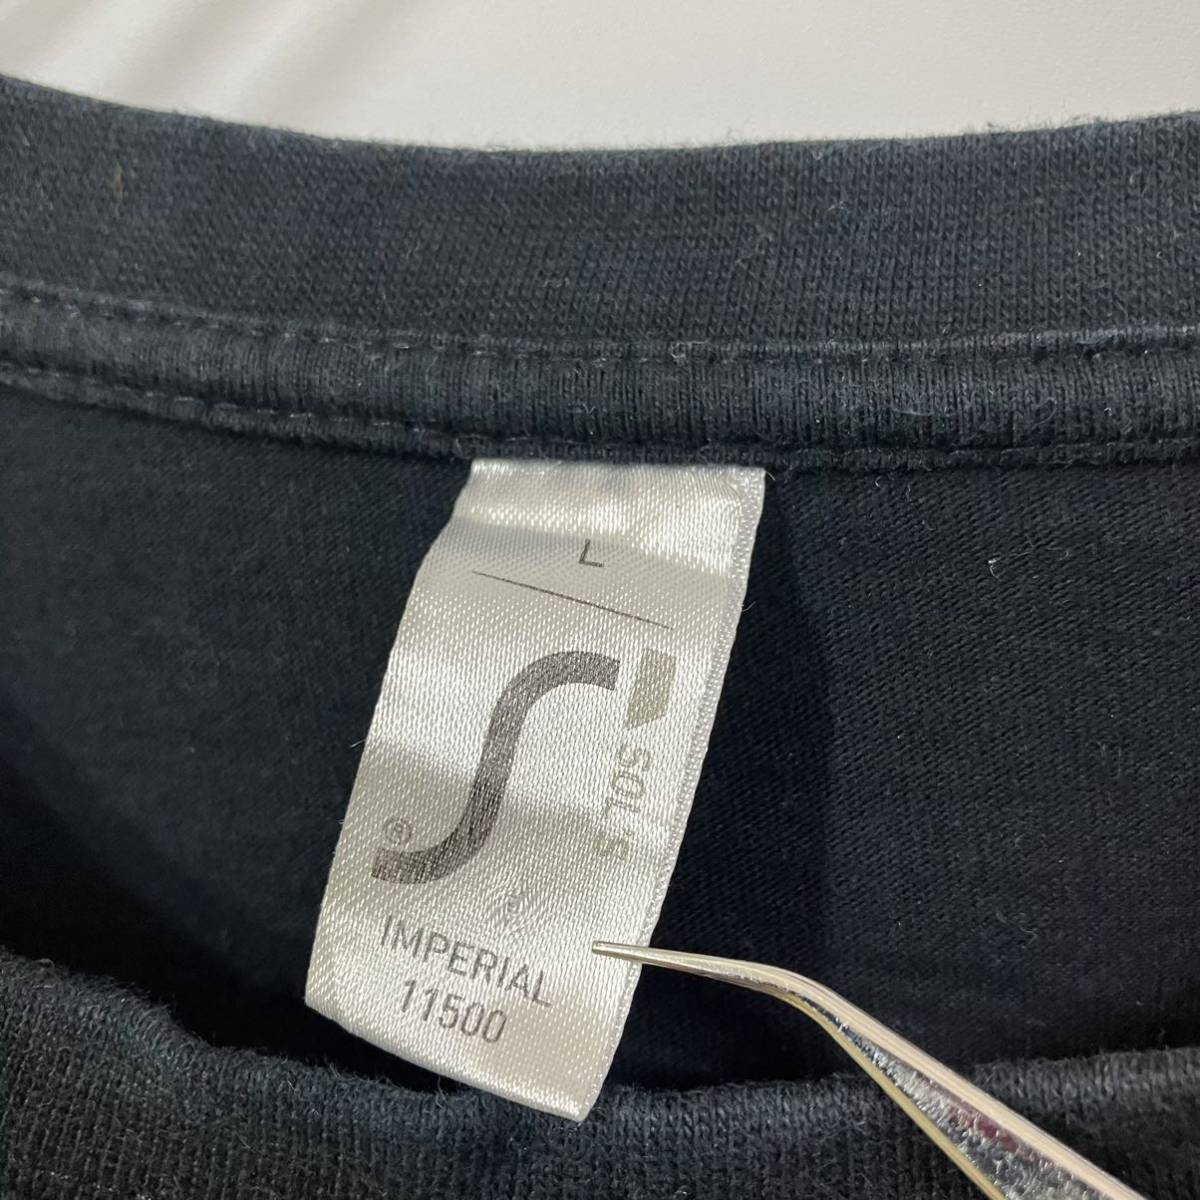 L
SOL'S
®
IMPERIAL
11500